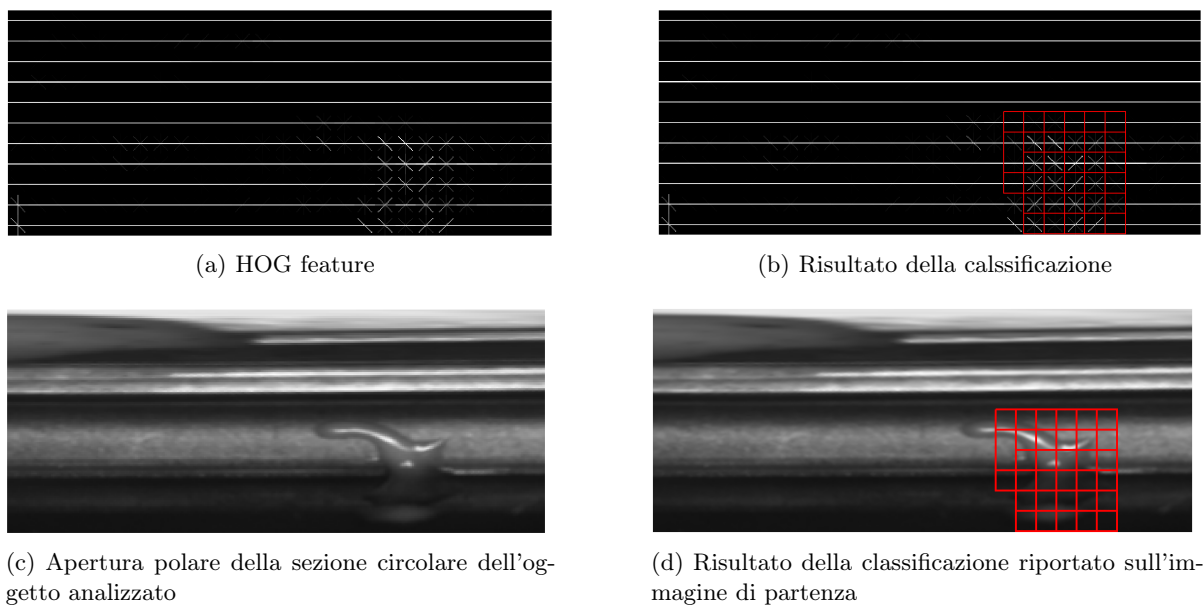 (a) HOG feature
(b) Risultato della calssificazione
(c) Apertura polare della sezione circolare dell'og-
getto analizzato
(d) Risultato della classificazione riportato sull'im-
magine di partenza